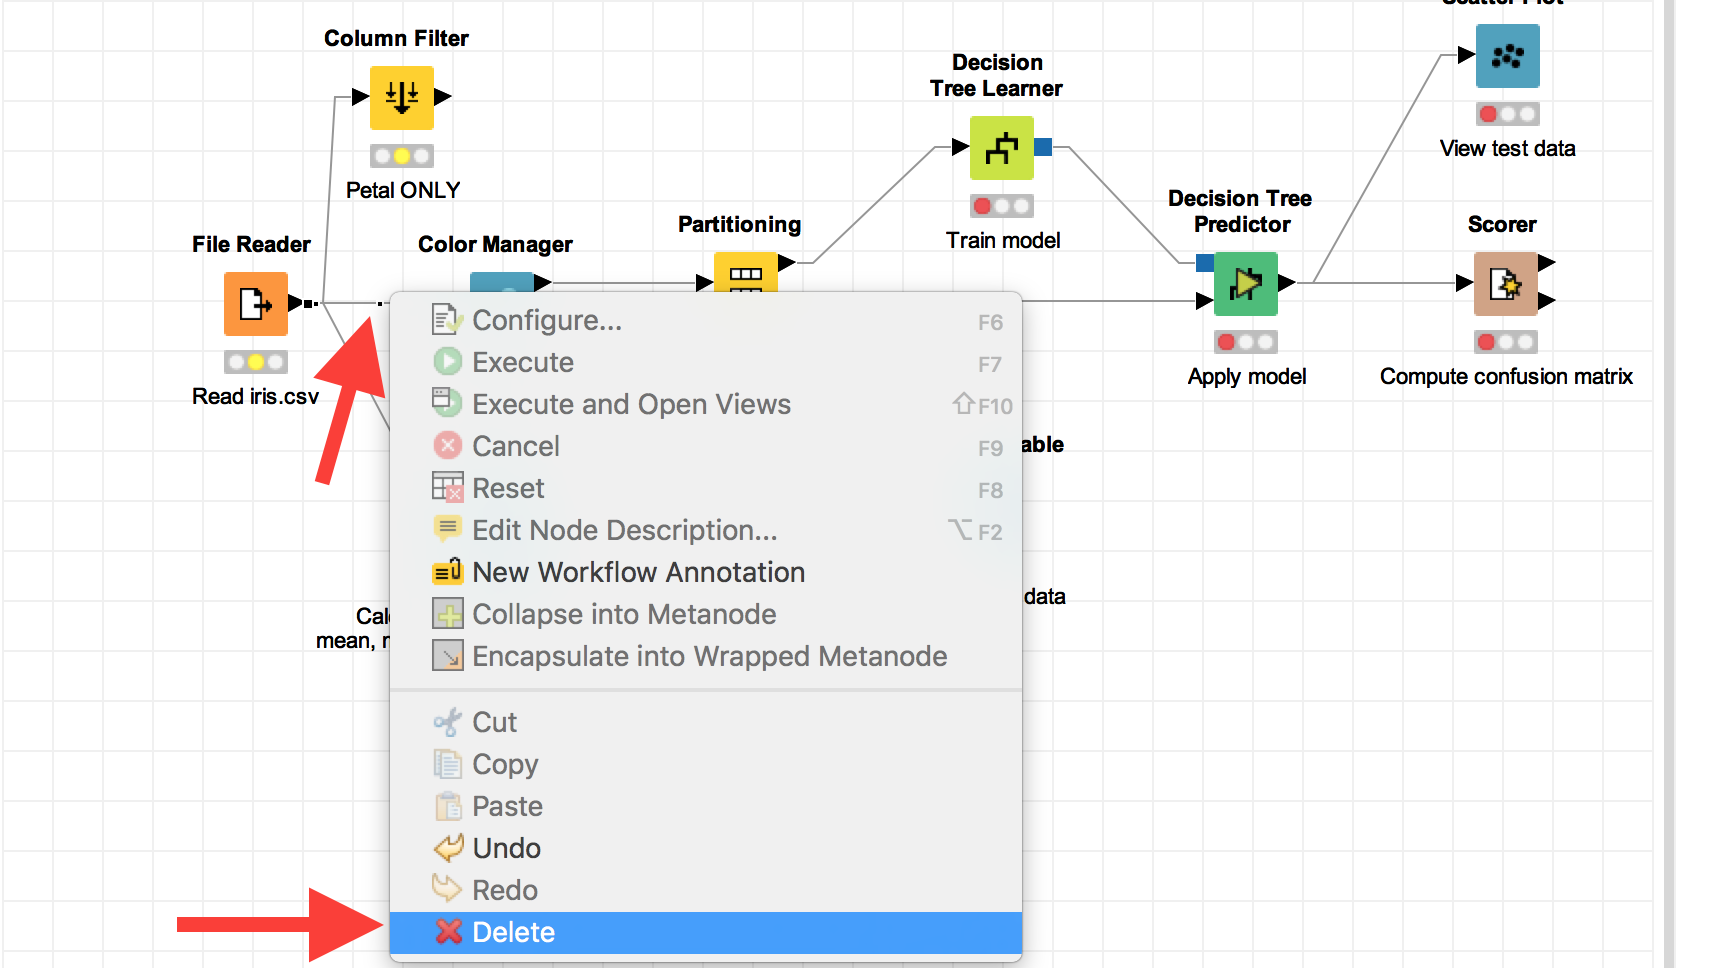 Scatter Plot
Column Filter
Decision
Tree Learner
View test data
Petal ONLY
Decision Tree
Predictor
Partitioning
Scorer
File Reader
Color Manager
Train model
Configure... F6
Execute F7
Apply model
Compute confusion matrix
Read iris.csv
Execute and Open Views ⇧F10
Cancel F9
able
Reset F8
Edit Node Description... ⌥F2
New Workflow Annotation
data
Collapse into Metanode
mean,
Encapsulate into Wrapped Metanode
Cut
Copy
Paste
Undo
Redo
Delete